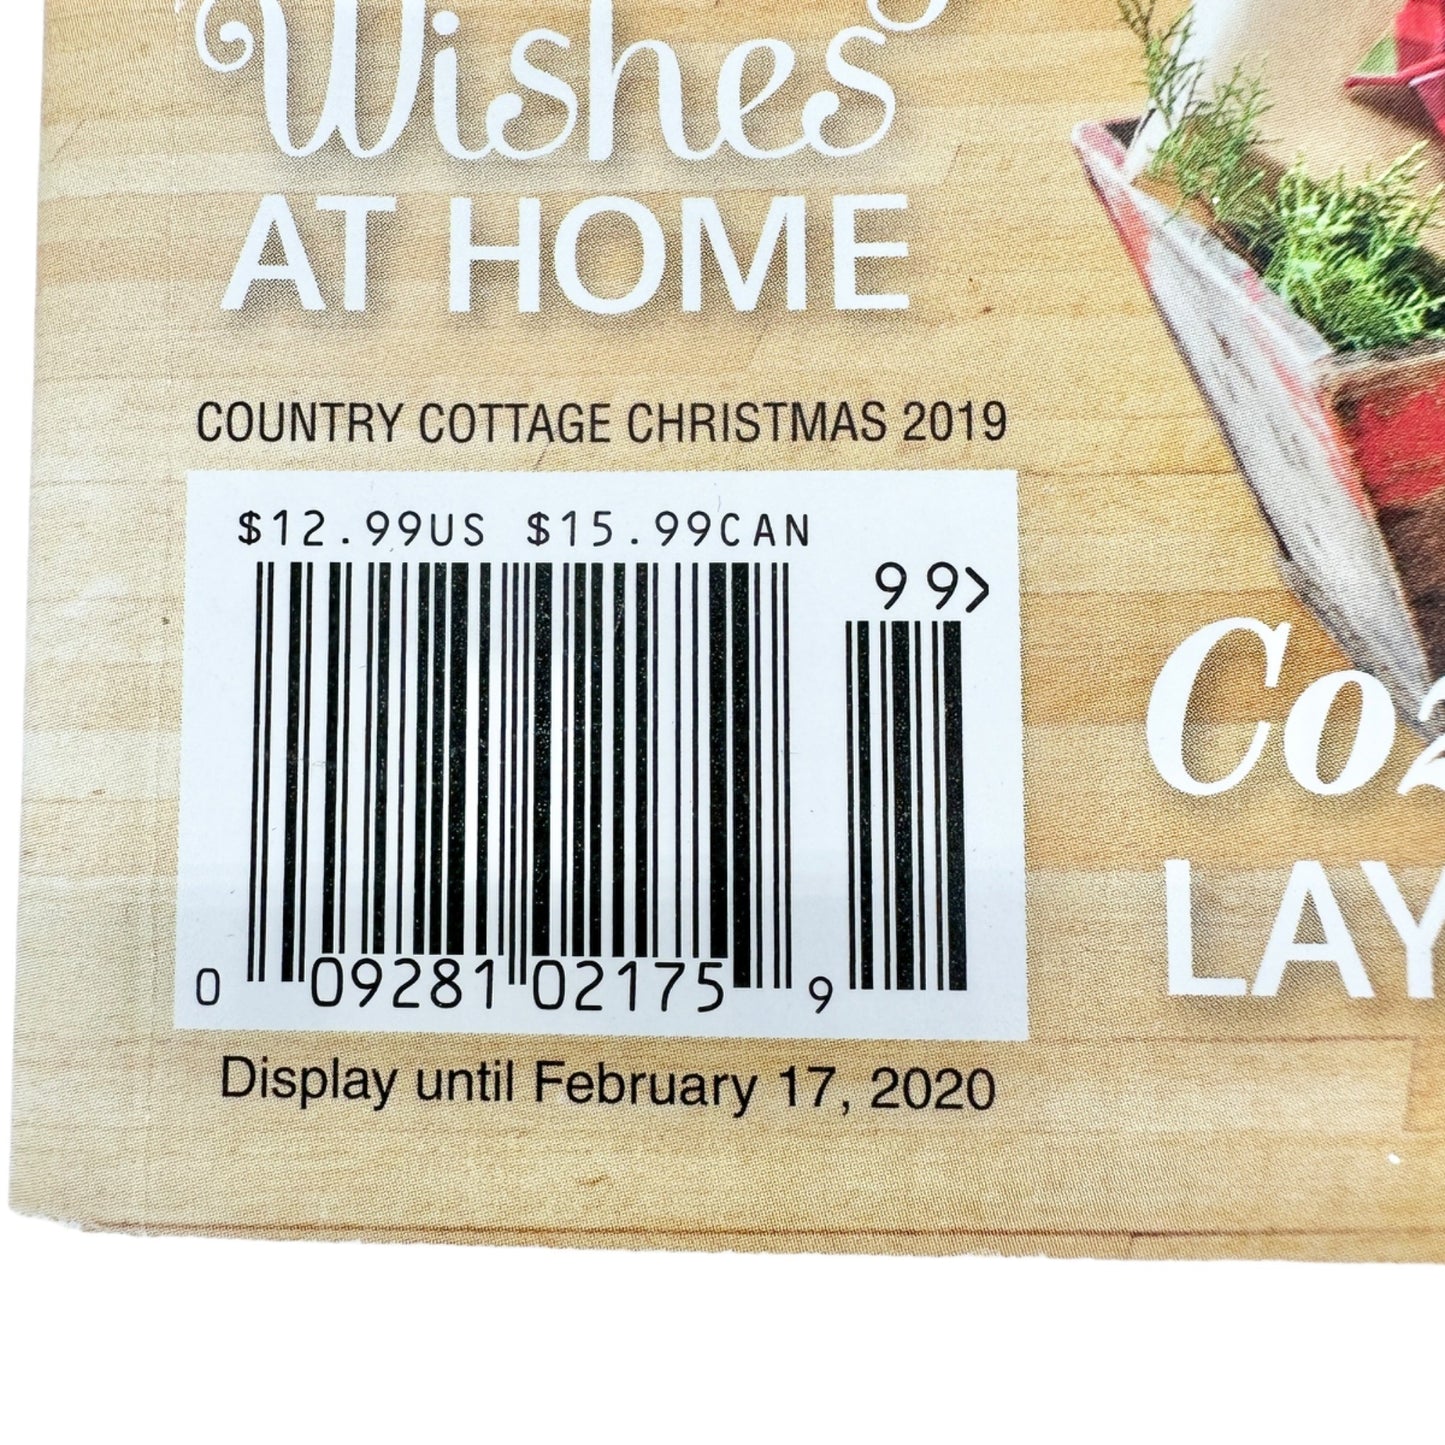 Wishes
AT HOME
COUNTRY COTTAGE CHRISTMAS 2019
$12.99US $15.99CAN
99>
0 09281 02175 9
Display until February 17, 2020